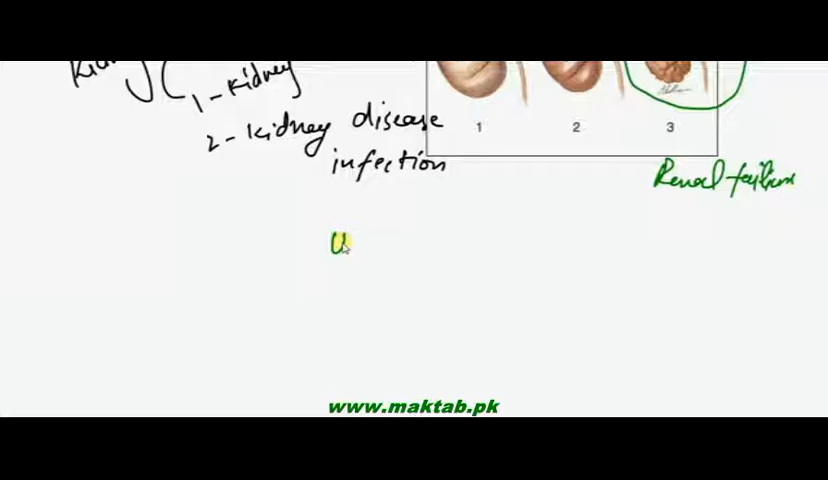 1 - Kidney
2 - Kidney disease
infection
1 2 3
Renal failure
U
www.maktab.pk